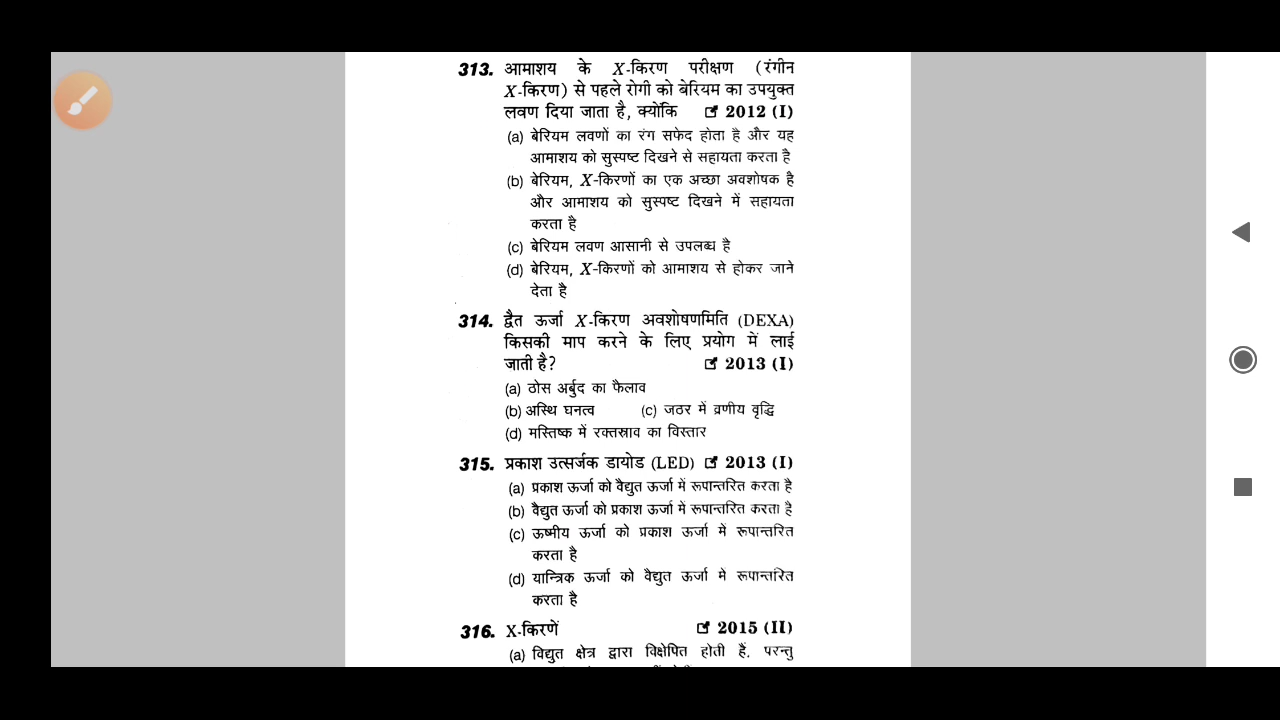 313. आमाशय के X-किरण परीक्षण (रंगीन
X-किरण) से पहले रोगी को बेरियम का उपयुक्त
लवण दिया जाता है, क्योंकि 2012 (I)
(a) बेरियम लवणों का रंग सफेद होता है और यह
आमाशय को सुस्पष्ट दिखने से सहायता करता है
(b) बेरियम, X-किरणों का एक अच्छा अवशोषक है
और आमाशय को सुस्पष्ट दिखने में सहायता
करता है
(c) बेरियम लवण आसानी से उपलब्ध है
(d) बेरियम, X-किरणों को आमाशय से होकर जाने
देता है
314. द्वैत ऊर्जा X-किरण अवशोषणमिति (DEXA)
किसकी माप करने के लिए प्रयोग में लाई
जाती है? 2013 (I)
(a) ठोस अर्बुद का फैलाव
(b) अस्थि घनत्व (c) जठर में व्रणीय वृद्धि
(d) मस्तिष्क में रक्तस्राव का विस्तार
315. प्रकाश उत्सर्जक डायोड (LED) 2013 (I)
(a) प्रकाश ऊर्जा को वैद्युत ऊर्जा में रूपान्तरित करता है
(b) वैद्युत ऊर्जा को प्रकाश ऊर्जा में रूपान्तरित करता है
(c) ऊष्मीय ऊर्जा को प्रकाश ऊर्जा में रूपान्तरित
करता है
(d) यान्त्रिक ऊर्जा को वैद्युत ऊर्जा में रूपान्तरित
करता है
316. X-किरणें 2015 (II)
(a) विद्युत क्षेत्र द्वारा विक्षेपित होती हैं, परन्तु